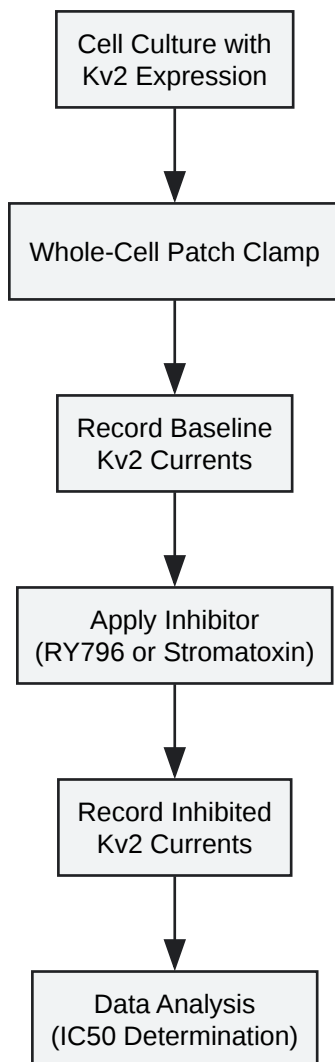 Cell Culture with
Kv2 Expression
Whole-Cell Patch Clamp
Record Baseline
Kv2 Currents
Apply Inhibitor
(RY796 or Stromatoxin)
Record Inhibited
Kv2 Currents
Data Analysis
(IC50 Determination)